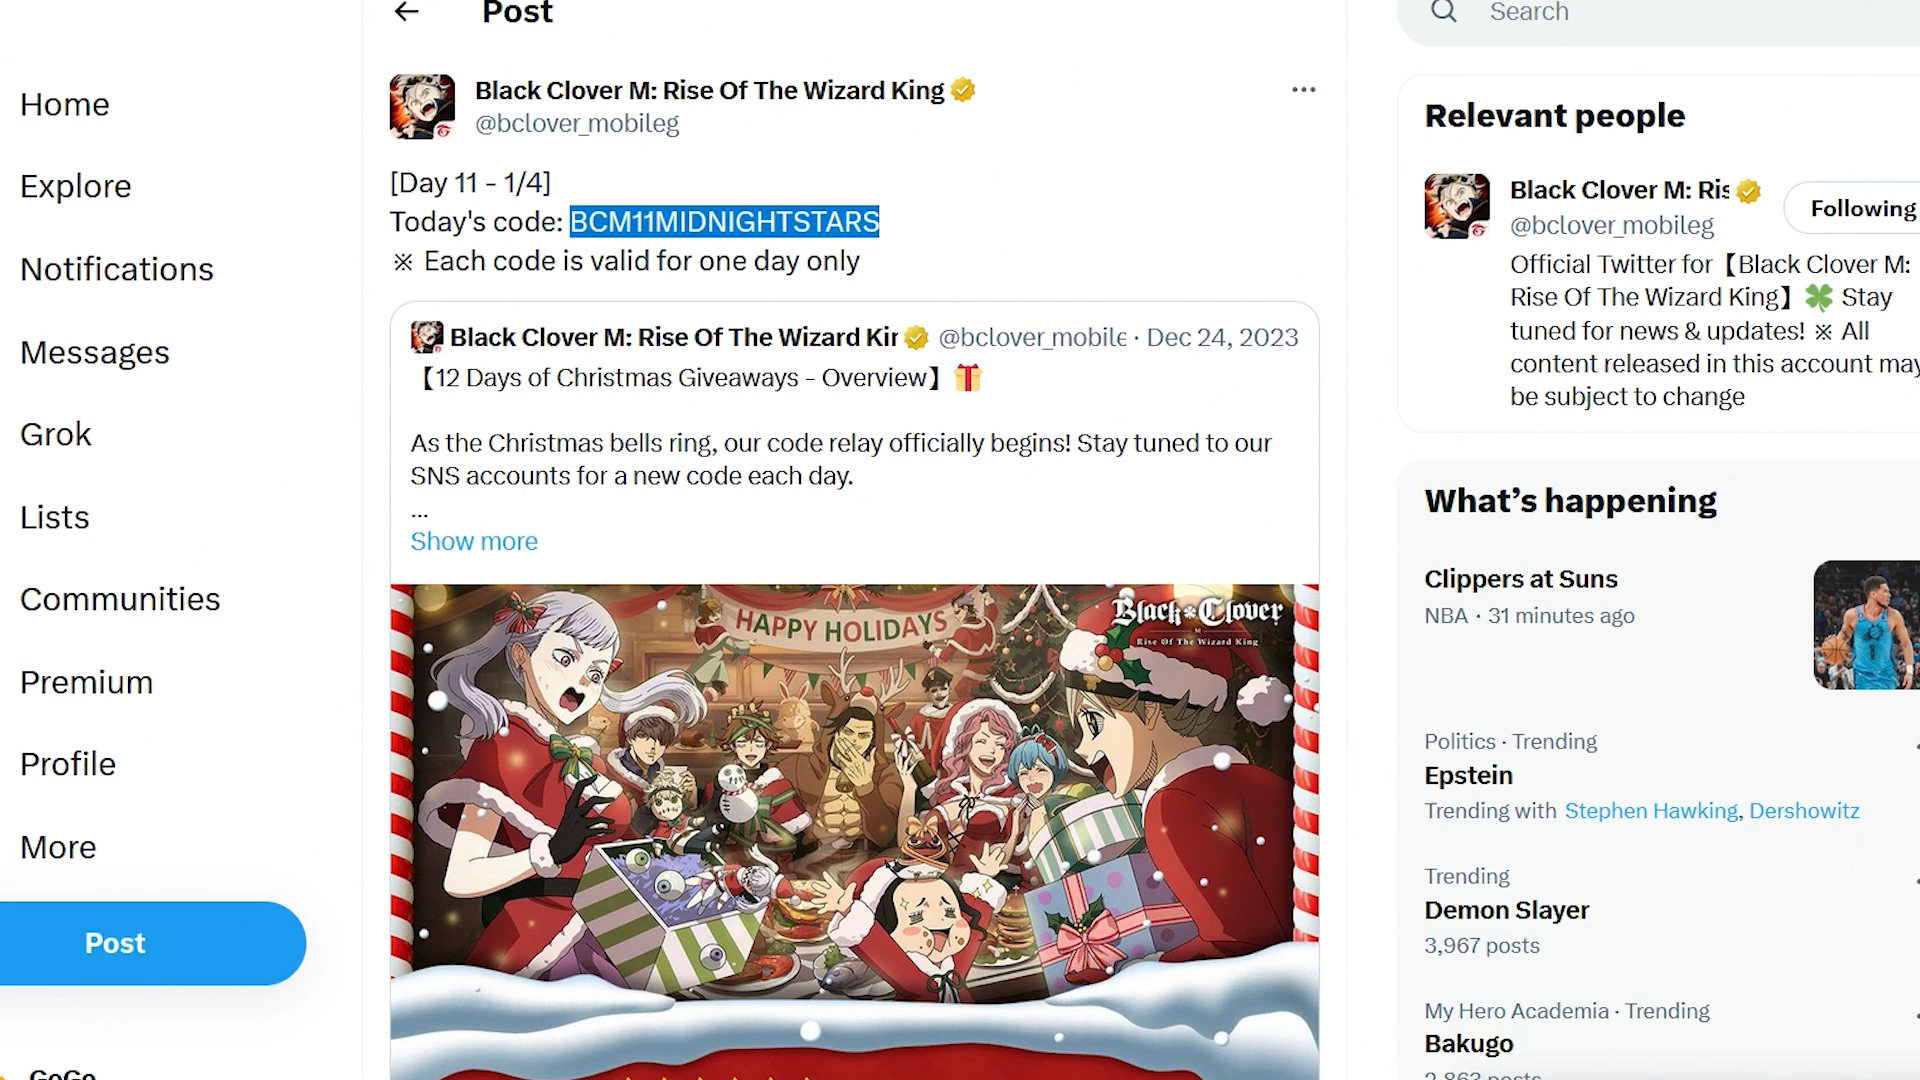 Home
Explore
Notifications
Messages
Grok
Lists
Communities
Premium
Profile
More
Post
GoGo
Post
Black Clover M: Rise Of The Wizard King
@bclover_mobileg
[Day 11 - 1/4]
Today's code: BCM11MIDNIGHTSTARS
※ Each code is valid for one day only
Black Clover M: Rise Of The Wizard Kir @bclover_mobile · Dec 24, 2023
【12 Days of Christmas Giveaways - Overview】
As the Christmas bells ring, our code relay officially begins! Stay tuned to our
SNS accounts for a new code each day.
...
Show more
HAPPY HOLIDAYS
Black Clover
M
Rise Of The Wizard King
Search
Relevant people
Black Clover M: Ris
@bclover_mobileg
Following
Official Twitter for【Black Clover M:
Rise Of The Wizard King】 Stay
tuned for news & updates! ※ All
content released in this account may
be subject to change
What's happening
Clippers at Suns
NBA · 31 minutes ago
Politics · Trending
Epstein
Trending with Stephen Hawking, Dershowitz
Trending
Demon Slayer
3,967 posts
My Hero Academia · Trending
Bakugo
2,863 posts